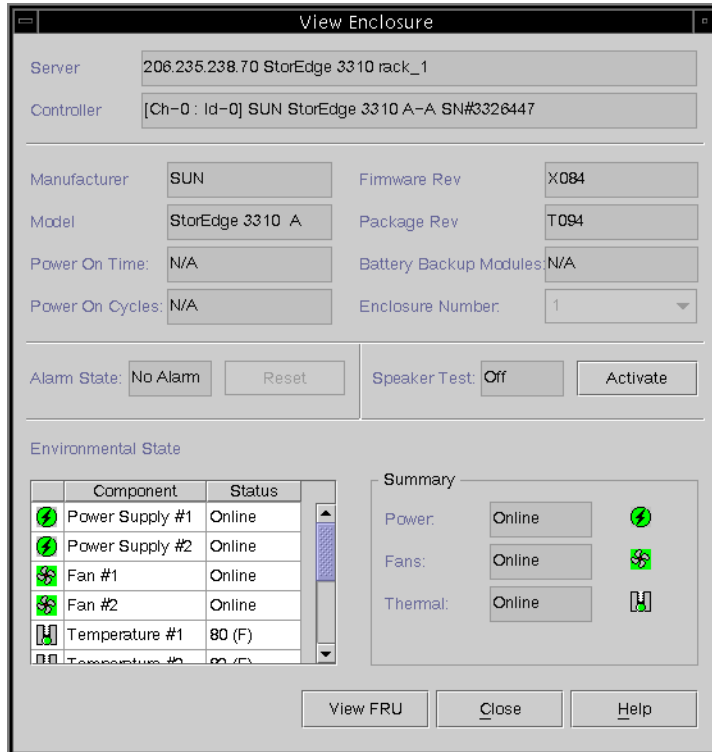 View Enclosure
Server 206.235.238.70 StorEdge 3310 rack_1
Controller [Ch-0 : Id-0] SUN StorEdge 3310 A-A SN#3326447
Manufacturer SUN Firmware Rev X084
Model StorEdge 3310 A Package Rev T094
Power On Time: N/A Battery Backup Modules: N/A
Power On Cycles: N/A Enclosure Number: 1
Alarm State: No Alarm Reset Speaker Test: Off Activate
Environmental State
Component Status
Power Supply #1 Online
Power Supply #2 Online
Fan #1 Online
Fan #2 Online
Temperature #1 80 (F)
Summary
Power: Online
Fans: Online
Thermal: Online
View FRU Close Help